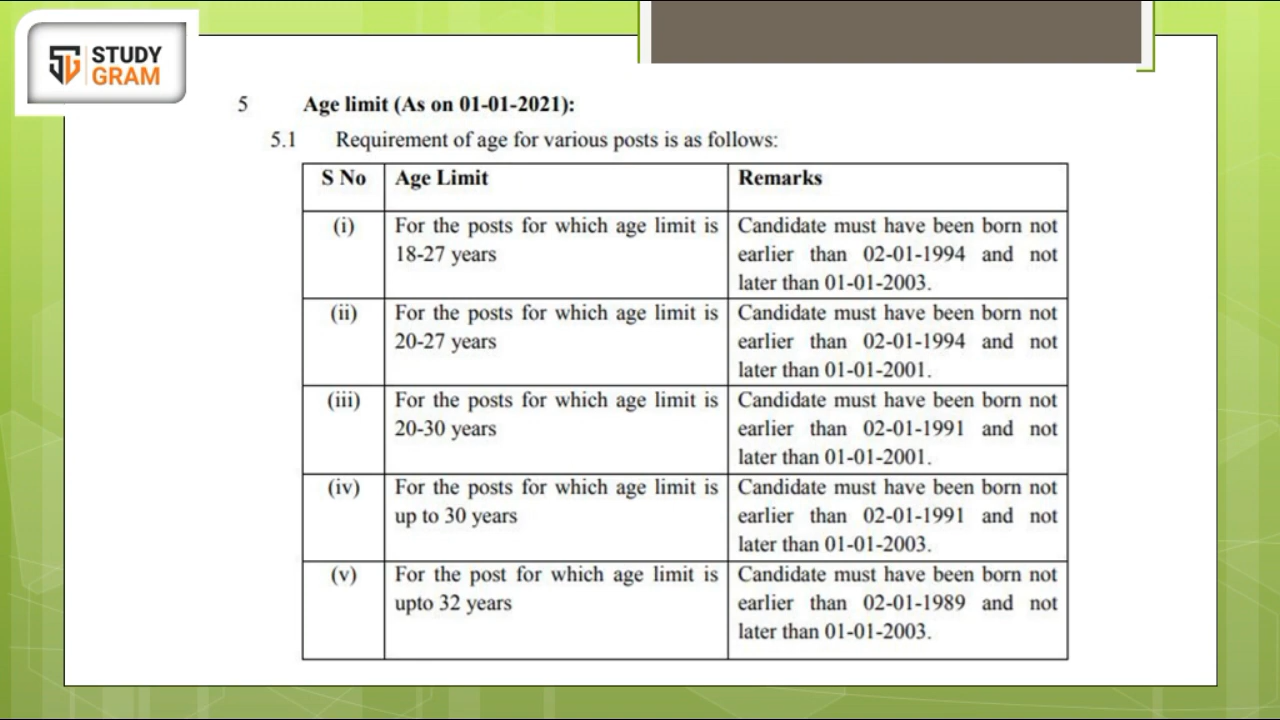 STUDY
GRAM
5 Age limit (As on 01-01-2021):
5.1 Requirement of age for various posts is as follows:
S No Age Limit Remarks
(i) For the posts for which age limit is Candidate must have been born not
18-27 years earlier than 02-01-1994 and not
later than 01-01-2003.
(ii) For the posts for which age limit is Candidate must have been born not
20-27 years earlier than 02-01-1994 and not
later than 01-01-2001.
(iii) For the posts for which age limit is Candidate must have been born not
20-30 years earlier than 02-01-1991 and not
later than 01-01-2001.
(iv) For the posts for which age limit is Candidate must have been born not
up to 30 years earlier than 02-01-1991 and not
later than 01-01-2003.
(v) For the post for which age limit is Candidate must have been born not
upto 32 years earlier than 02-01-1989 and not
later than 01-01-2003.